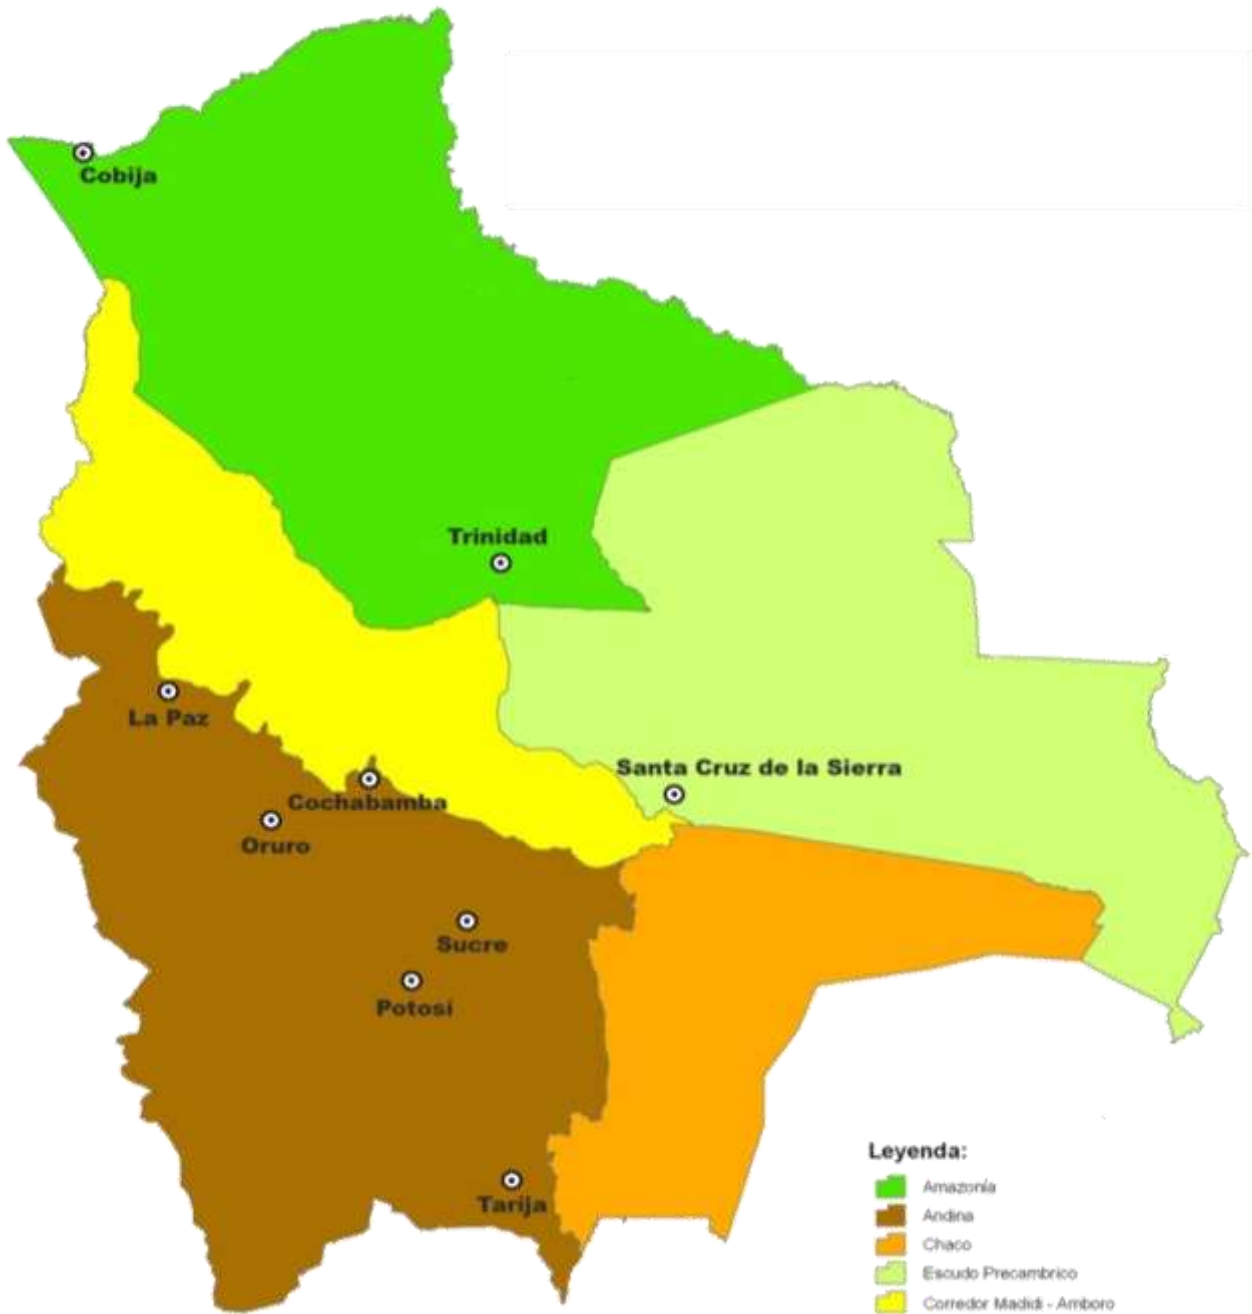 Cobija
Trinidad
La Paz
Santa Cruz de la Sierra
Cochabamba
Oruro
Sucre
Potosí
Tarija
Leyenda:
Amazonía
Andina
Chaco
Escudo Precambrico
Corredor Madidi - Amboro